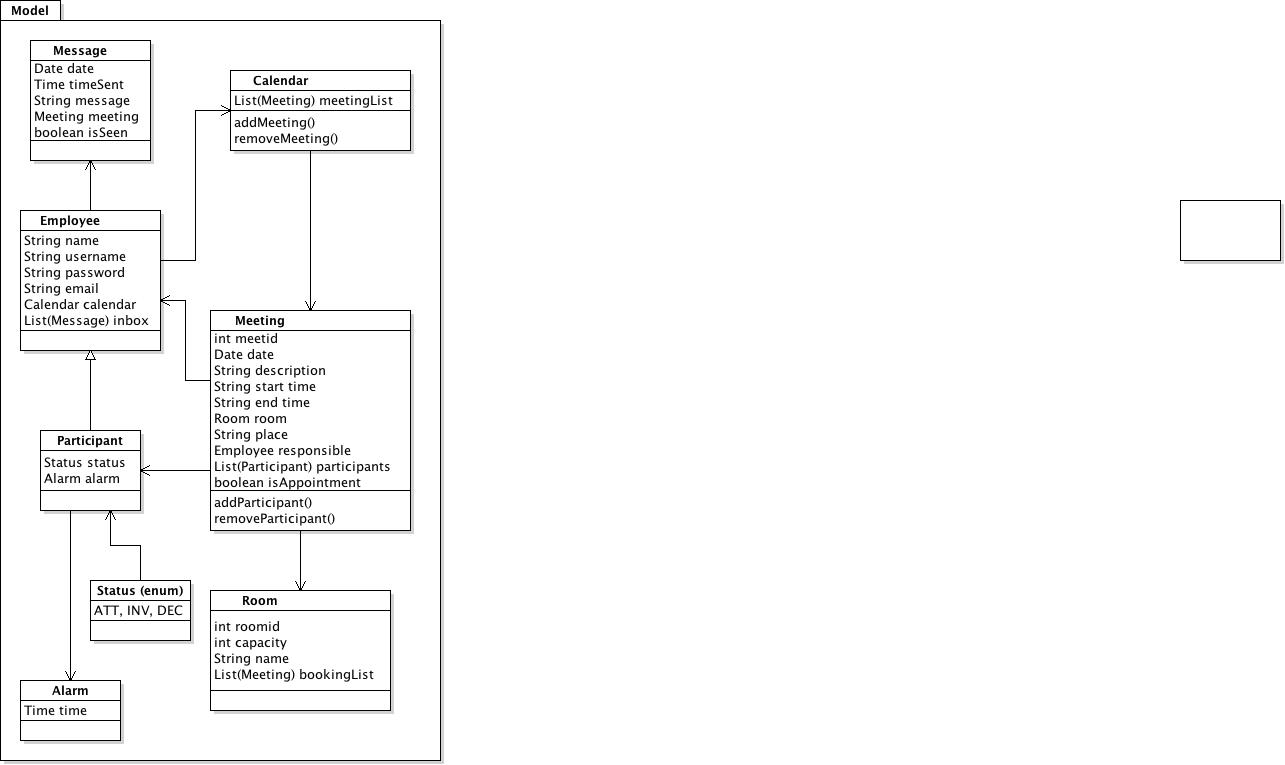 Model
Message
Date date
Time timeSent
String message
Meeting meeting
boolean isSeen
Calendar
List(Meeting) meetingList
addMeeting()
removeMeeting()
Employee
String name
String username
String password
String email
Calendar calendar
List(Message) inbox
Meeting
int meetid
Date date
String description
String start time
String end time
Room room
String place
Employee responsible
List(Participant) participants
boolean isAppointment
addParticipant()
removeParticipant()
Participant
Status status
Alarm alarm
Status (enum)
ATT, INV, DEC
Room
int roomid
int capacity
String name
List(Meeting) bookingList
Alarm
Time time